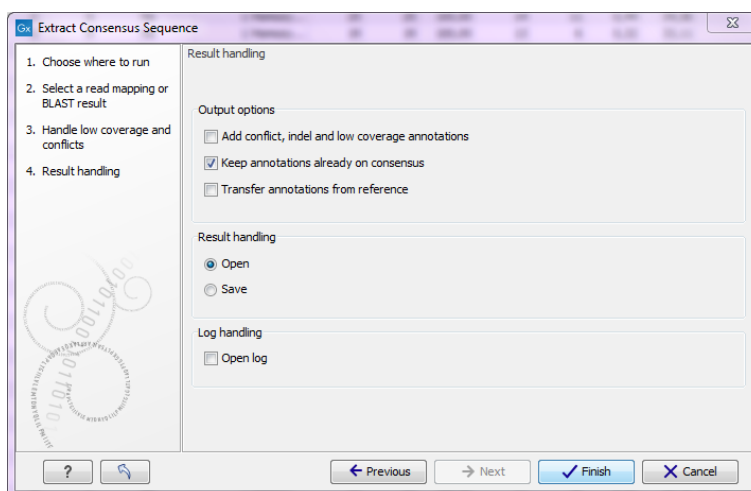 Gx Extract Consensus Sequence
1. Choose where to run
2. Select a read mapping or
BLAST result
3. Handle low coverage and
conflicts
4. Result handling
Result handling
Output options
Add conflict, indel and low coverage annotations
Keep annotations already on consensus
Transfer annotations from reference
Result handling
Open
Save
Log handling
Open log
?
Previous
Next
Finish
Cancel